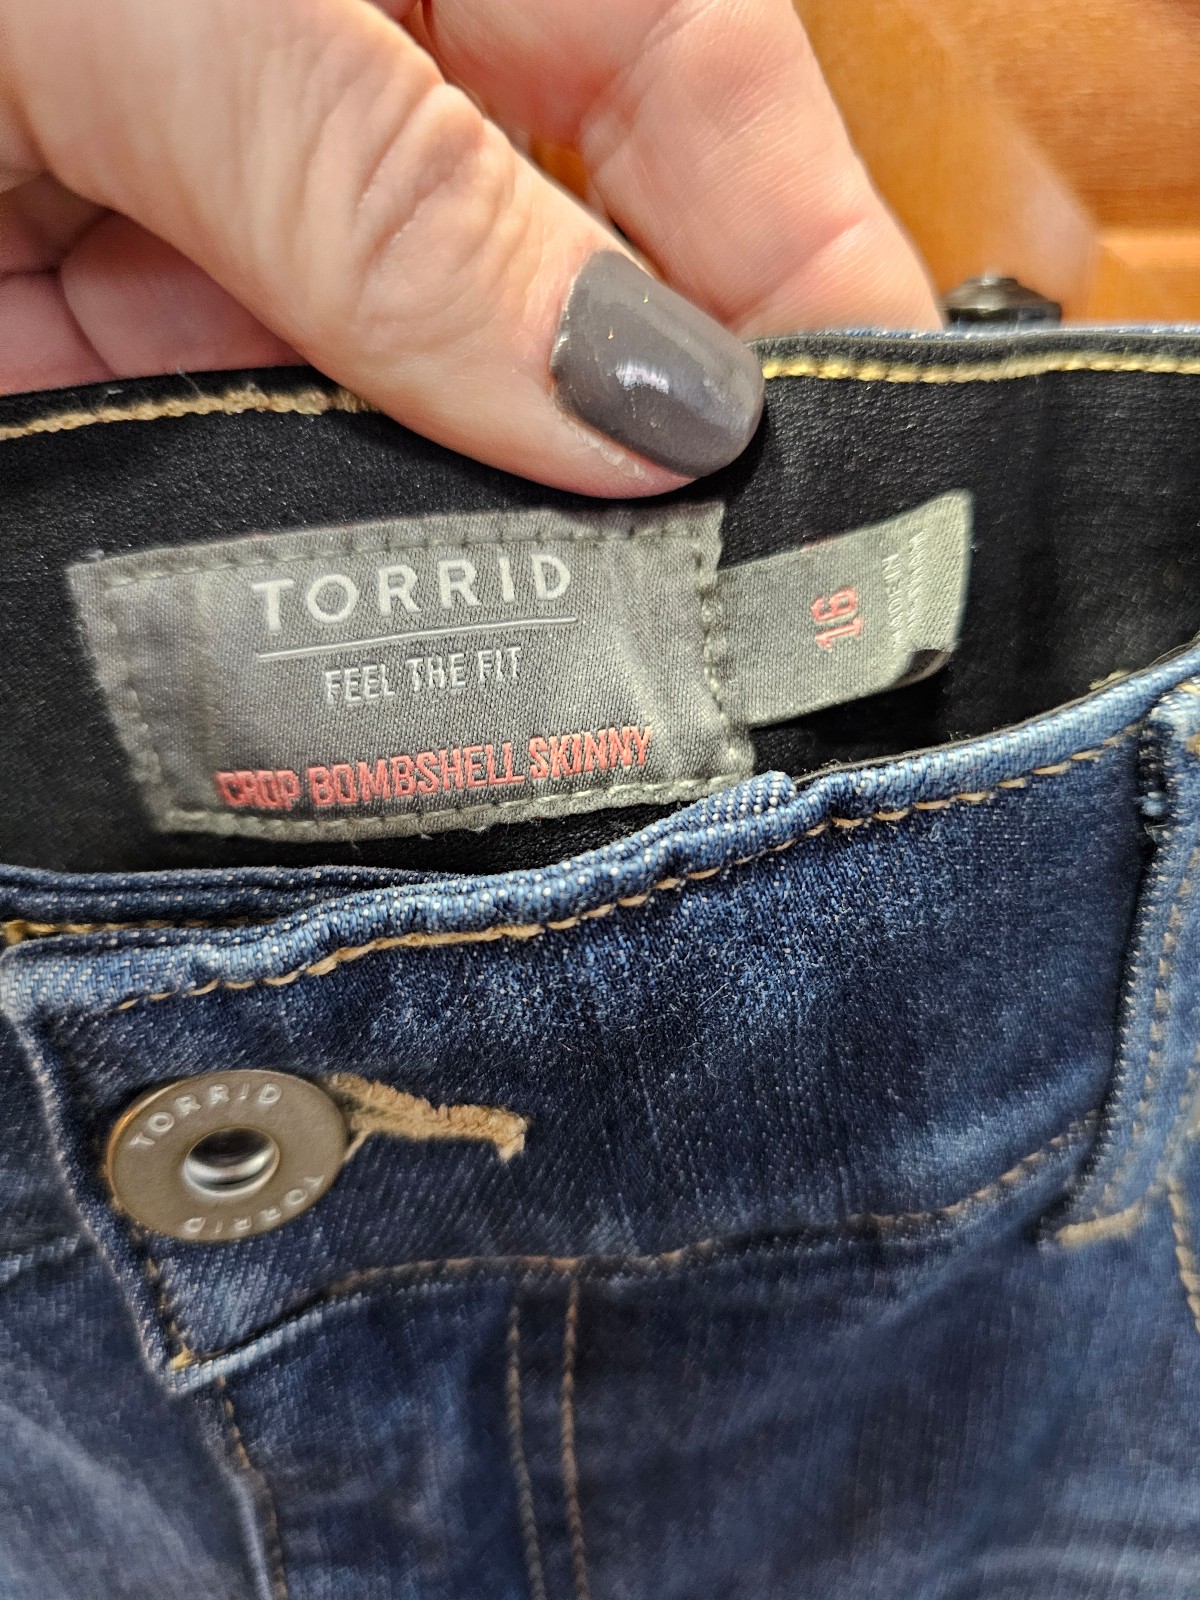 TORRID
FEEL THE FIT
CROP BOMBSHELL SKINNY
16
TORRID
TORRID